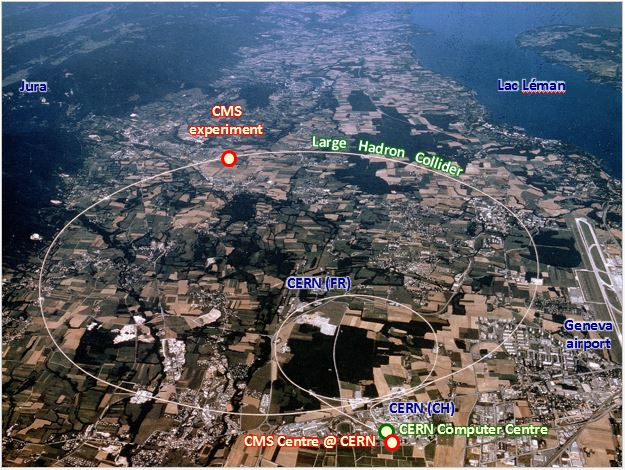 Jura
Lac Léman
CMS
experiment
Large Hadron Collider
CERN (FR)
Geneva
airport
CERN (CH)
CERN Computer Centre
CMS Centre @ CERN